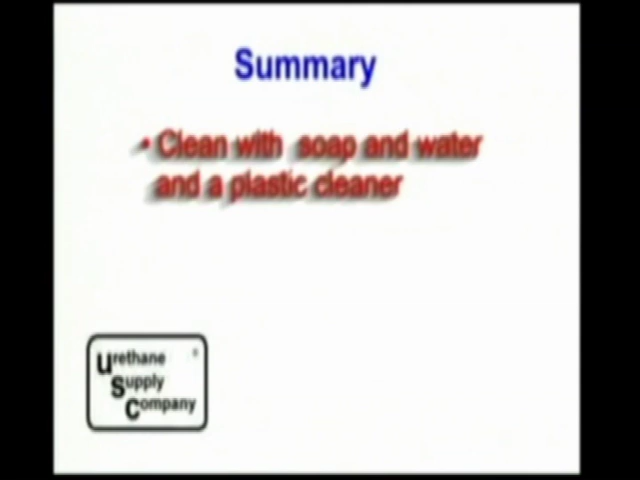 Summary
• Clean with soap and water
and a plastic cleaner
urethane
supply
company